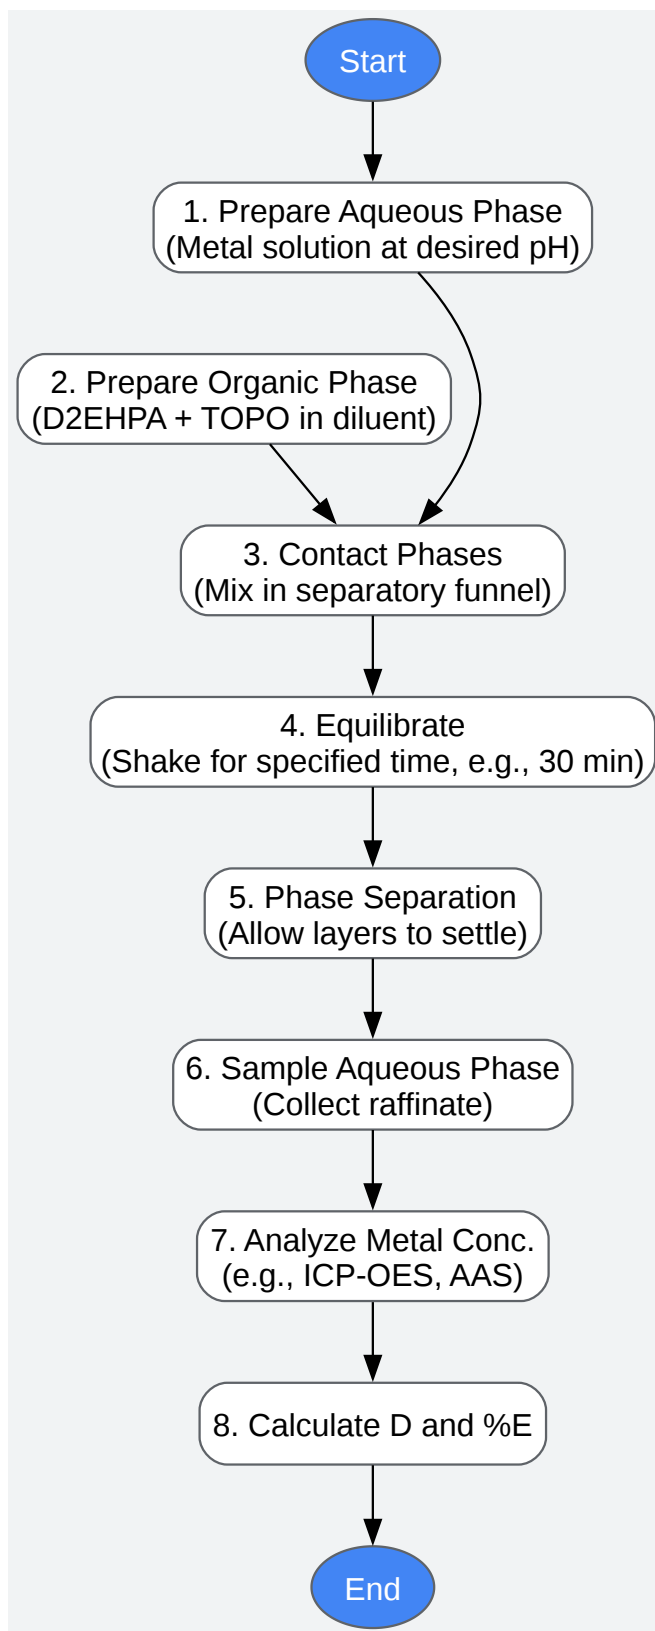 Start
1. Prepare Aqueous Phase
(Metal solution at desired pH)
2. Prepare Organic Phase
(D2EHPA + TOPO in diluent)
3. Contact Phases
(Mix in separatory funnel)
4. Equilibrate
(Shake for specified time, e.g., 30 min)
5. Phase Separation
(Allow layers to settle)
6. Sample Aqueous Phase
(Collect raffinate)
7. Analyze Metal Conc.
(e.g., ICP-OES, AAS)
8. Calculate D and %E
End